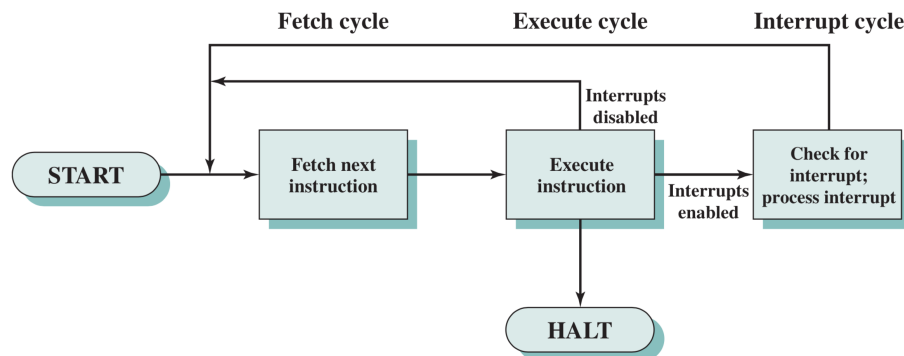 Fetch cycle
Execute cycle
Interrupt cycle
Interrupts
disabled
START
Fetch next
instruction
Execute
instruction
Interrupts
enabled
Check for
interrupt;
process interrupt
HALT